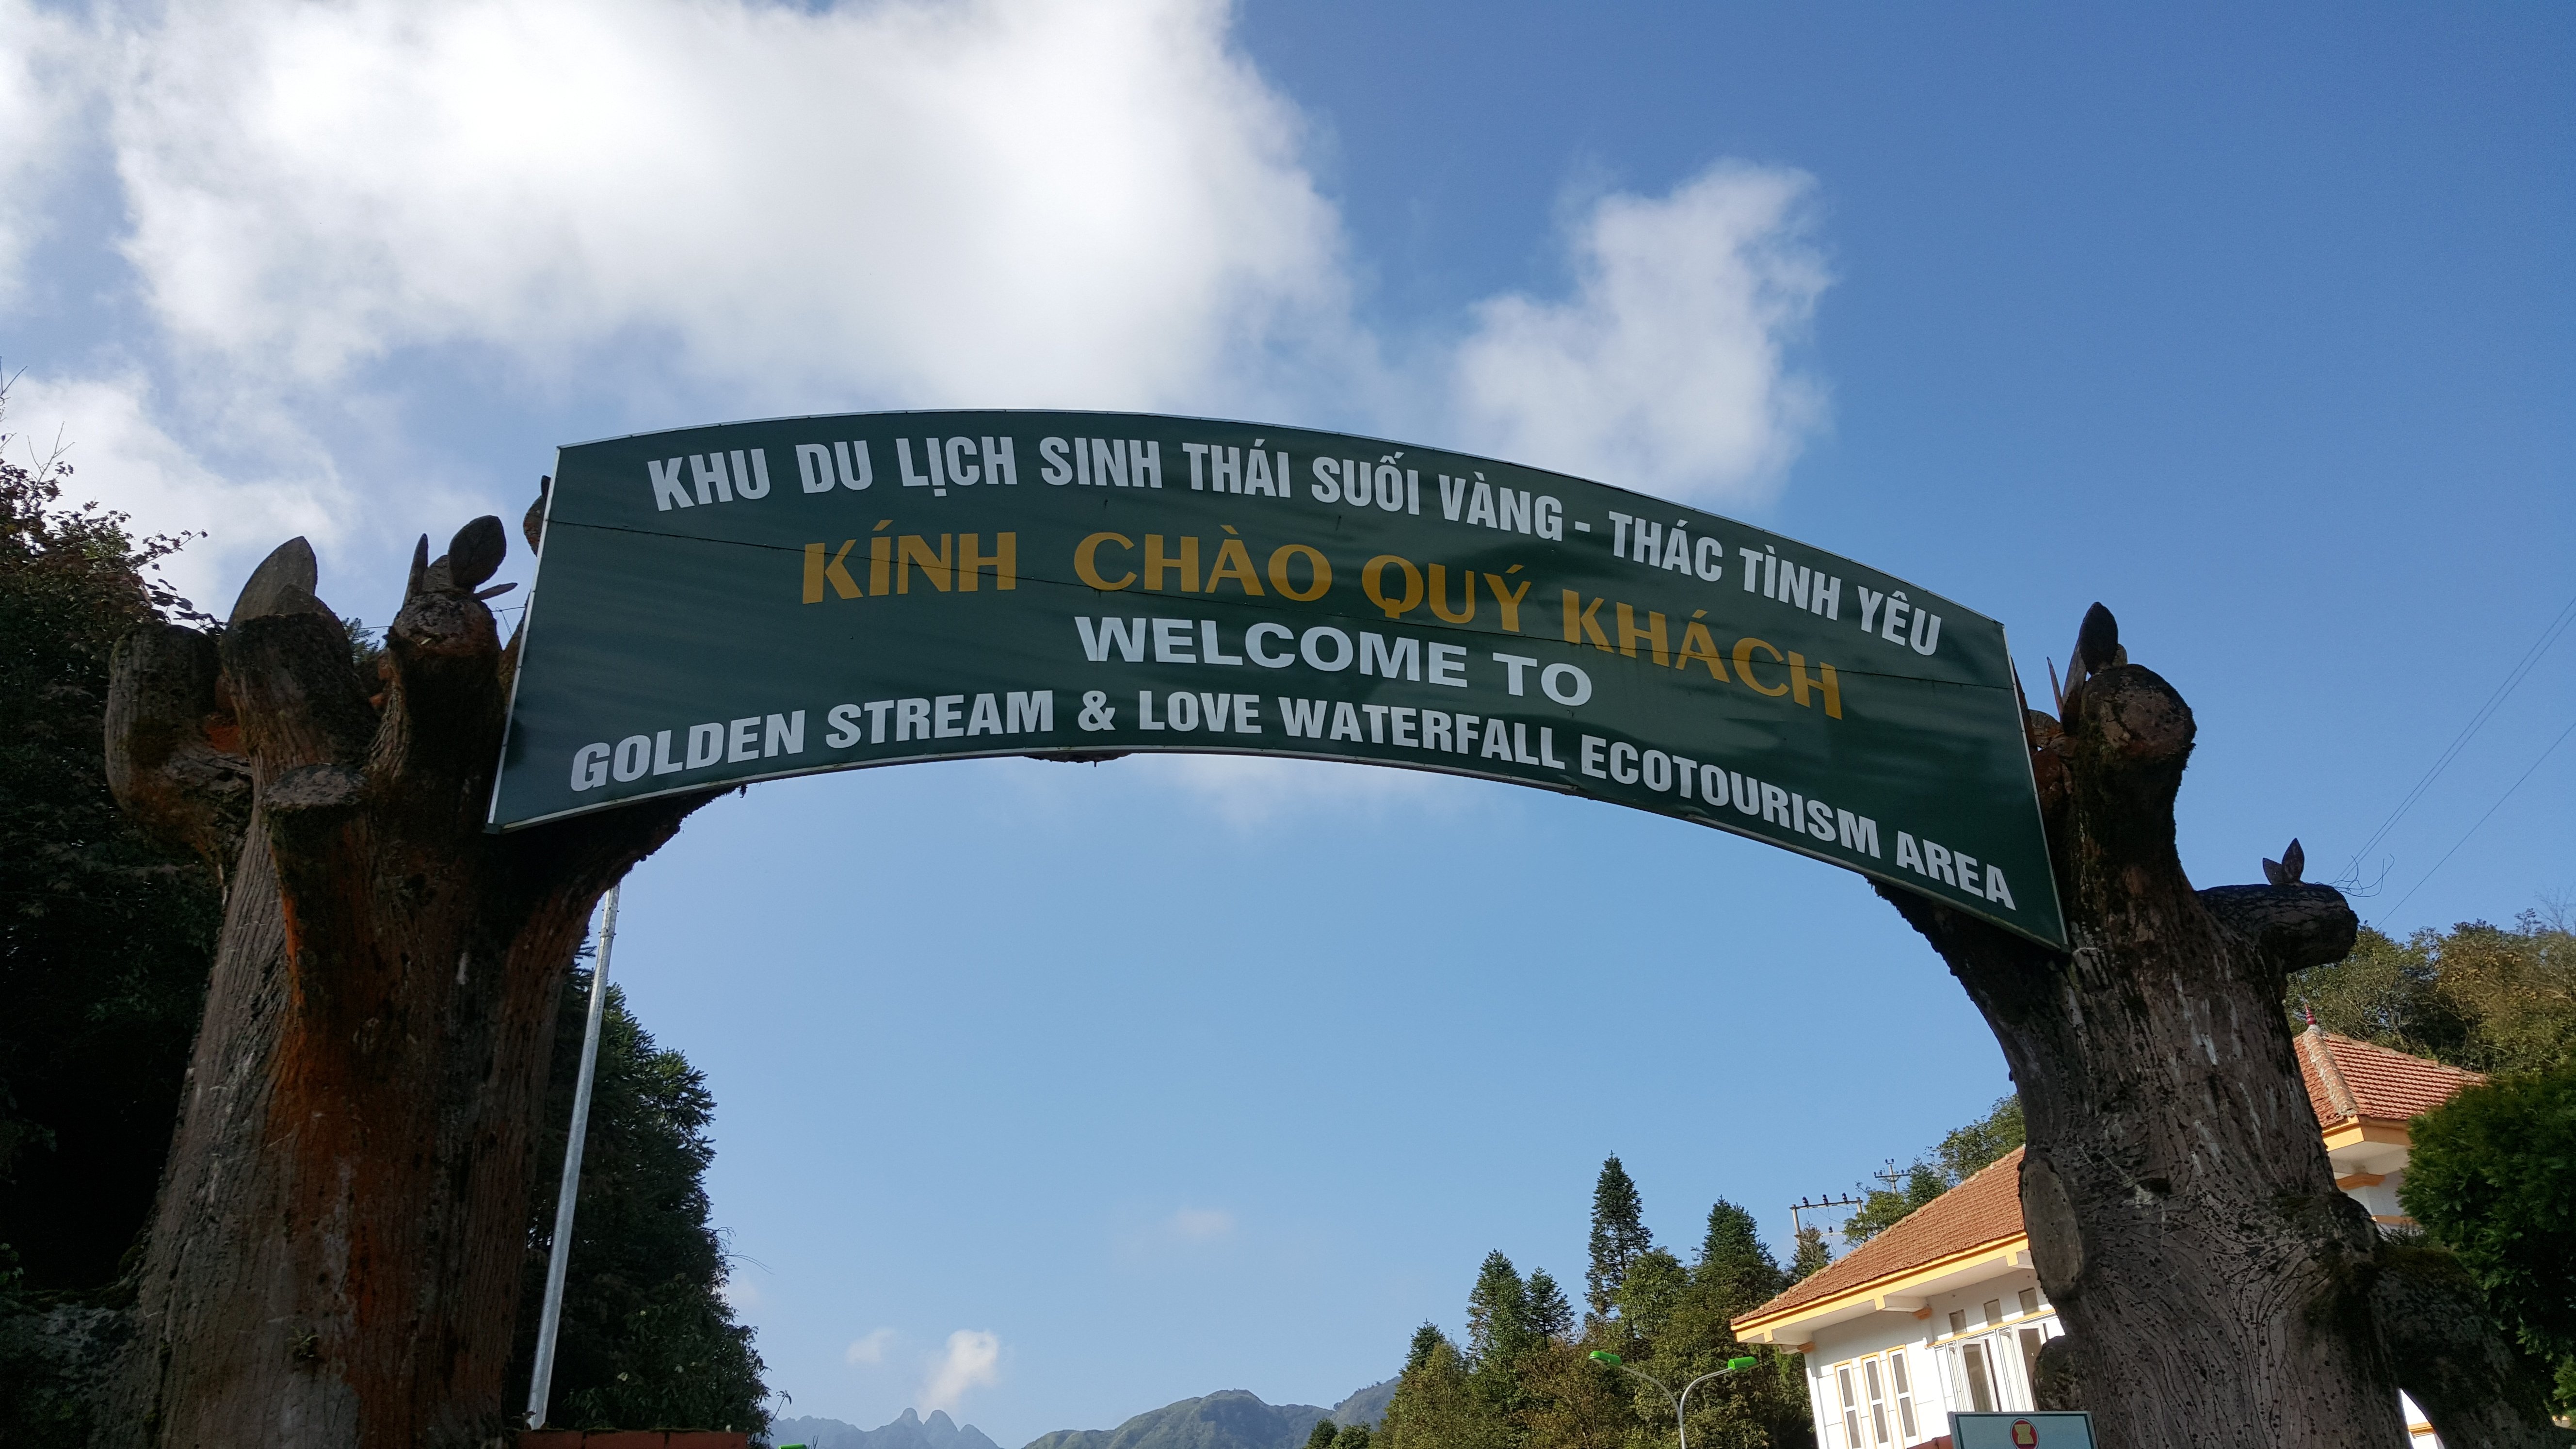 KHU DU LỊCH SINH THÁI SUỐI VÀNG - THÁC TÌNH YÊU
KÍNH CHÀO QUÝ KHÁCH
WELCOME TO
GOLDEN STREAM & LOVE WATERFALL ECOTOURISM AREA